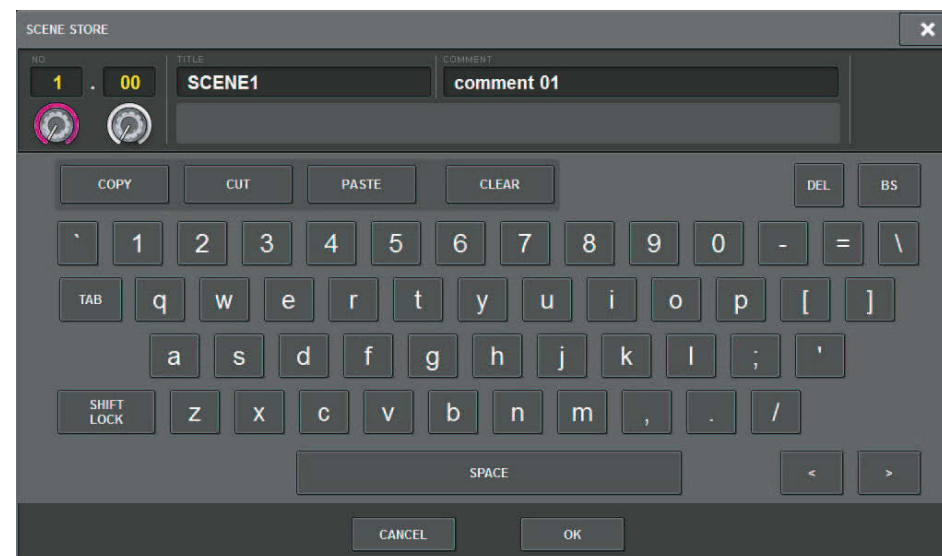 SCENE STORE
NO TITLE COMMENT
1 . 00 SCENE1 comment 01
COPY CUT PASTE CLEAR DEL BS
` 1 2 3 4 5 6 7 8 9 0 - = \
TAB q w e r t y u i o p [ ]
a s d f g h j k l ; '
SHIFT LOCK z x c v b n m , . /
SPACE < >
CANCEL OK